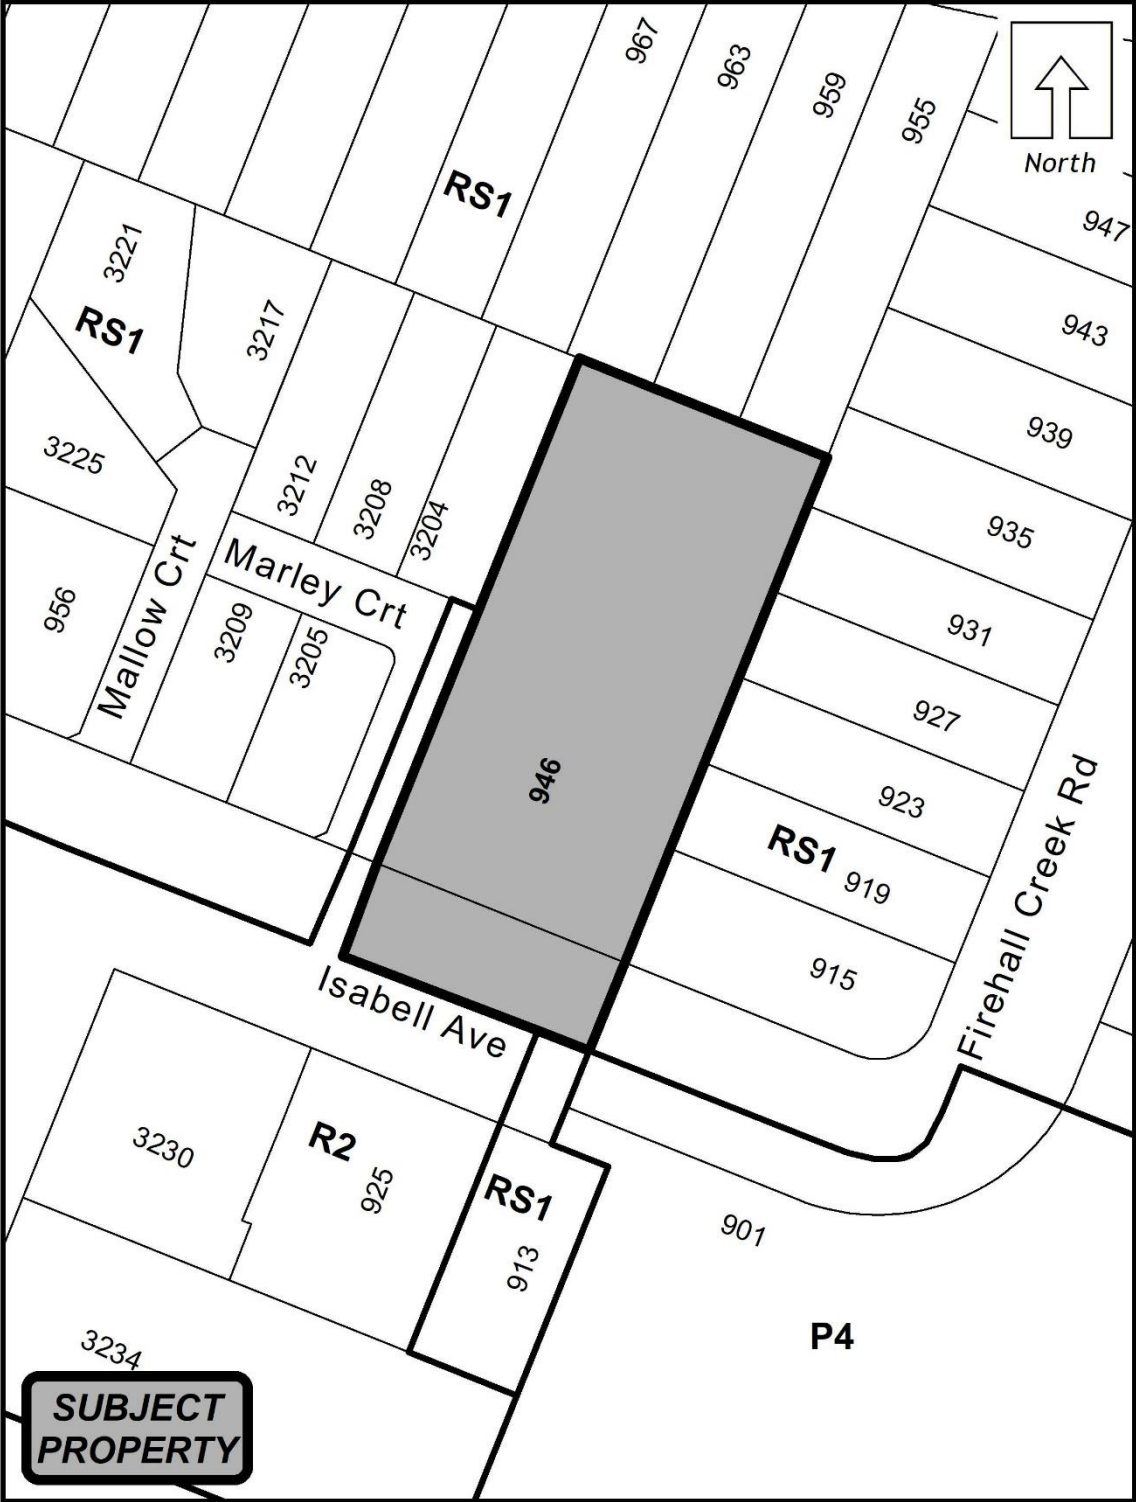 967
963
959
955
North
RS1
947
3221
3217
RS1
943
939
3225
3212
3208
3204
935
Marley Crt
Mallow Crt
956
3209
3205
931
927
946
923
RS1
919
Firehall Creek Rd
915
Isabell Ave
3230
R2
925
RS1
913
901
P4
3234
SUBJECT
PROPERTY